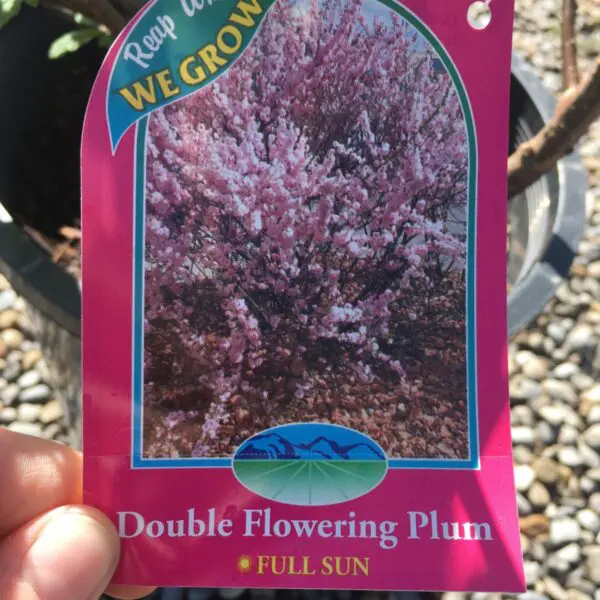 Reap
WE GROW
Double Flowering Plum
FULL SUN